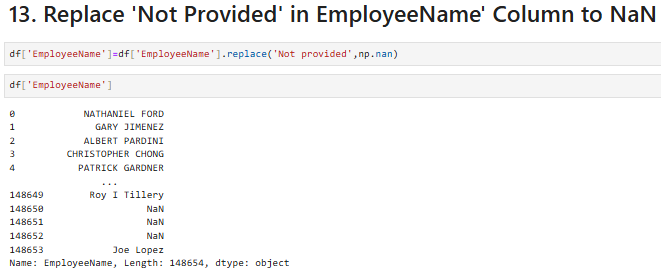 13. Replace 'Not Provided' in EmployeeName' Column to NaN
df['EmployeeName']=df['EmployeeName'].replace('Not provided',np.nan)
df['EmployeeName']
0 NATHANIEL FORD
1 GARY JIMENEZ
2 ALBERT PARDINI
3 CHRISTOPHER CHONG
4 PATRICK GARDNER
...
148649 Roy I Tillery
148650 NaN
148651 NaN
148652 NaN
148653 Joe Lopez
Name: EmployeeName, Length: 148654, dtype: object